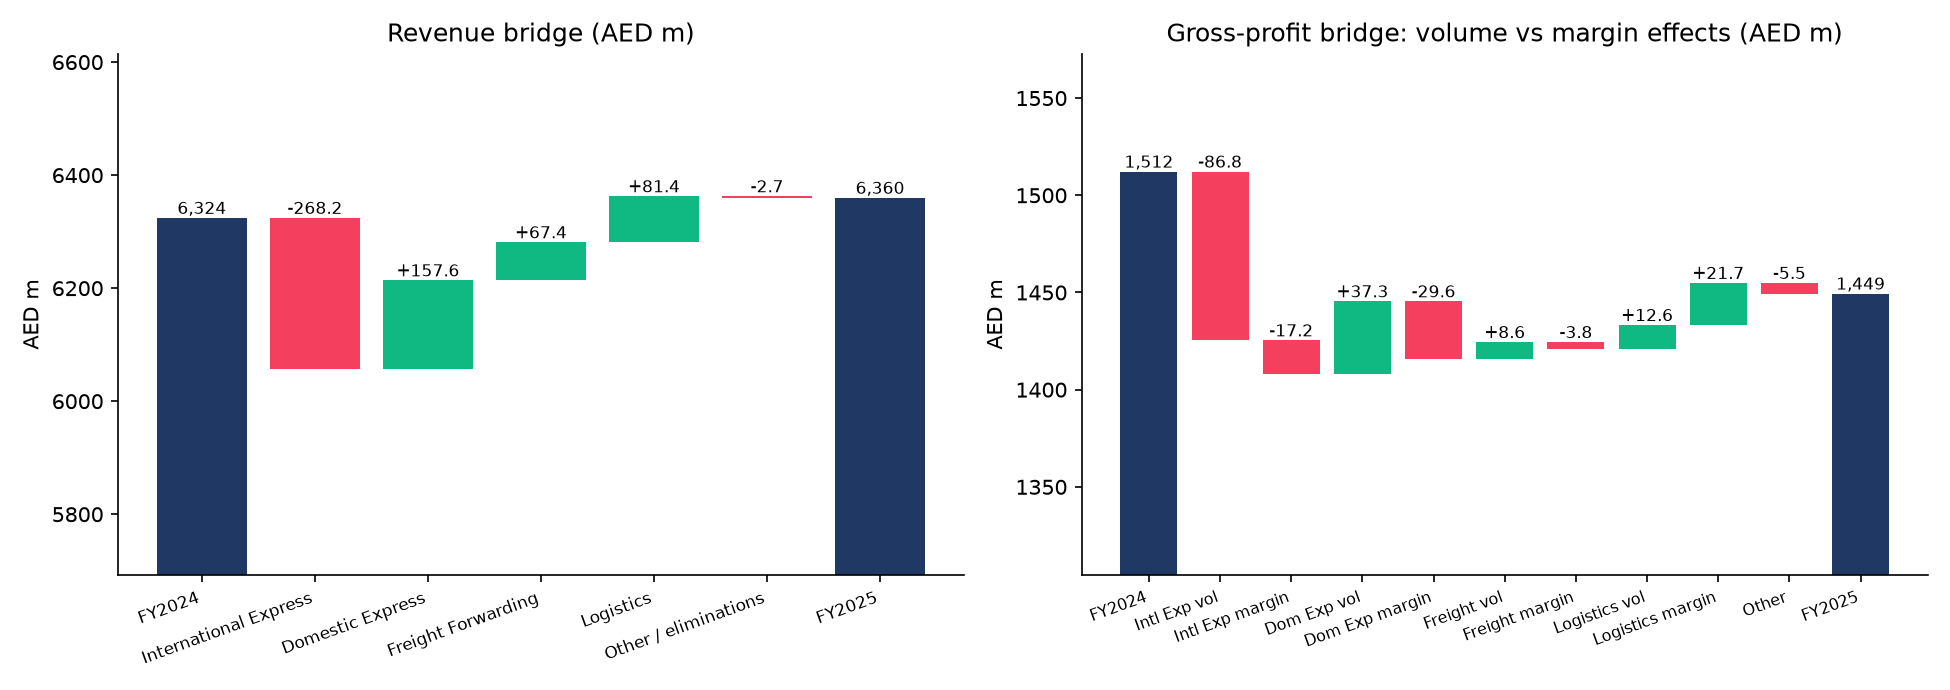 Revenue bridge (AED m)
AED m
6600
6400
6200
6000
5800
6,324
-268.2
+157.6
+67.4
+81.4
-2.7
6,360
FY2024
International Express
Domestic Express
Freight Forwarding
Logistics
Other / eliminations
FY2025
Gross-profit bridge: volume vs margin effects (AED m)
AED m
1550
1500
1450
1400
1350
1,512
-86.8
-17.2
+37.3
-29.6
+8.6
-3.8
+12.6
+21.7
-5.5
1,449
FY2024
Intl Exp vol
Intl Exp margin
Dom Exp vol
Dom Exp margin
Freight vol
Freight margin
Logistics vol
Logistics margin
Other
FY2025